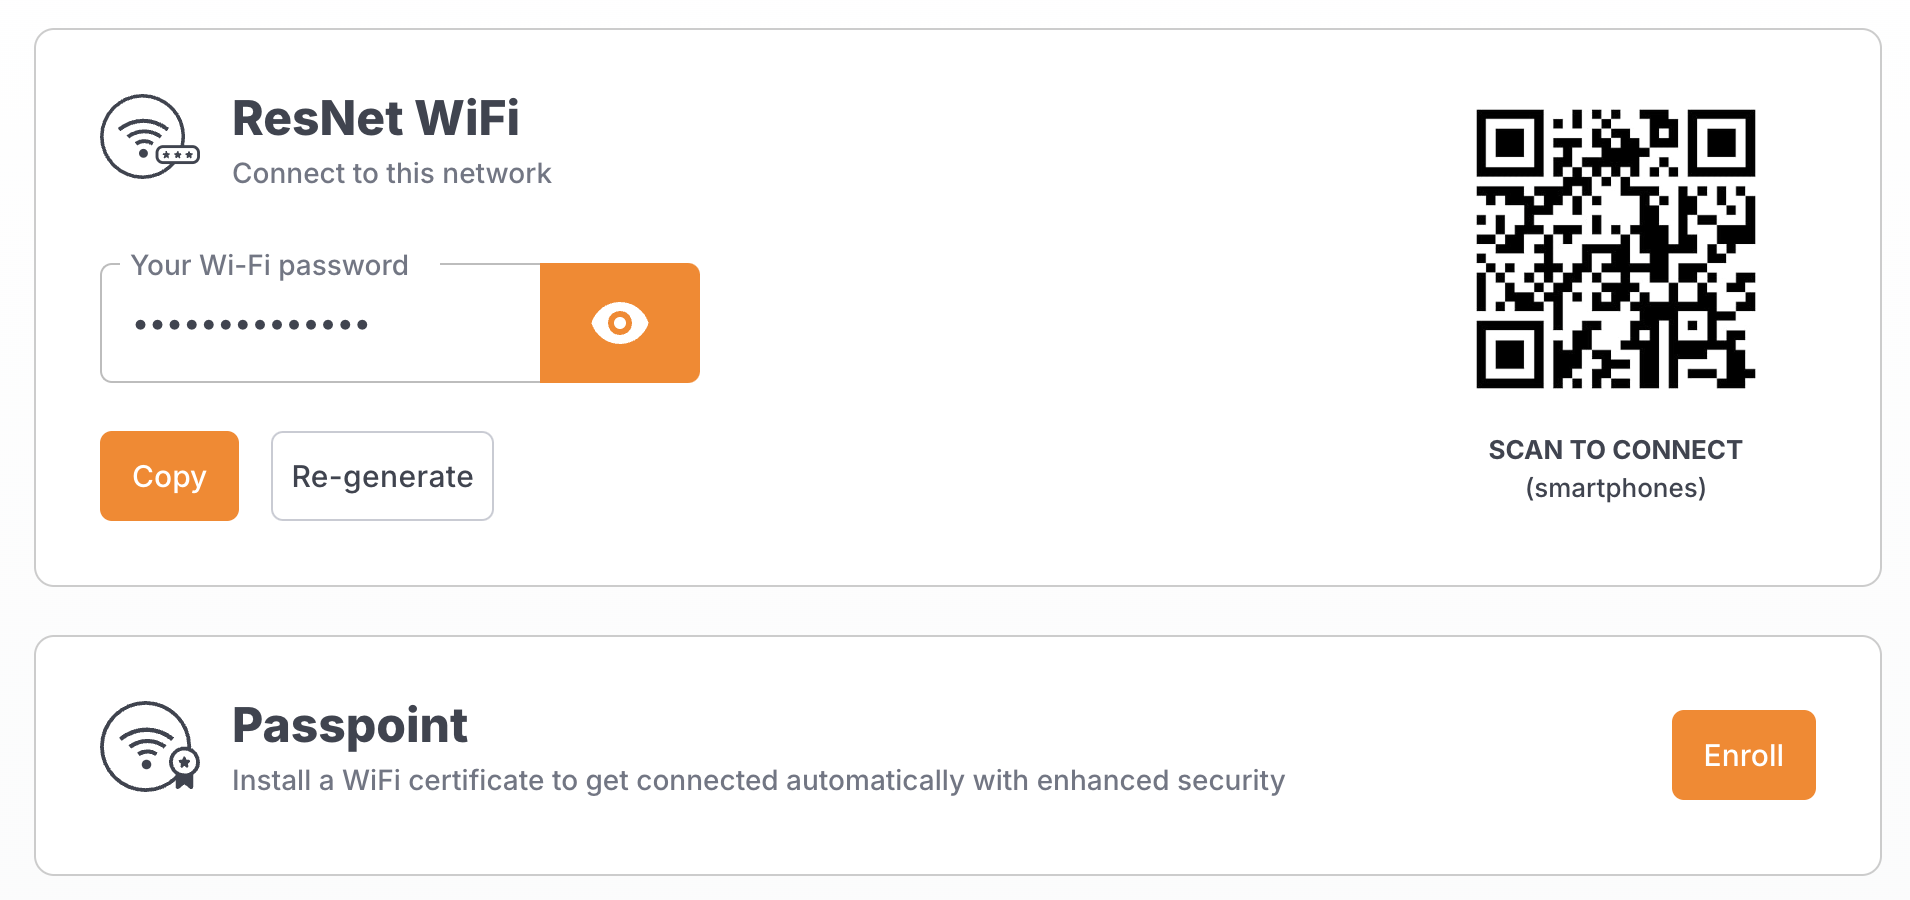 ResNet WiFi
Connect to this network
Your Wi-Fi password
••••••••••••••
Copy
Re-generate
SCAN TO CONNECT
(smartphones)
Passpoint
Install a WiFi certificate to get connected automatically with enhanced security
Enroll